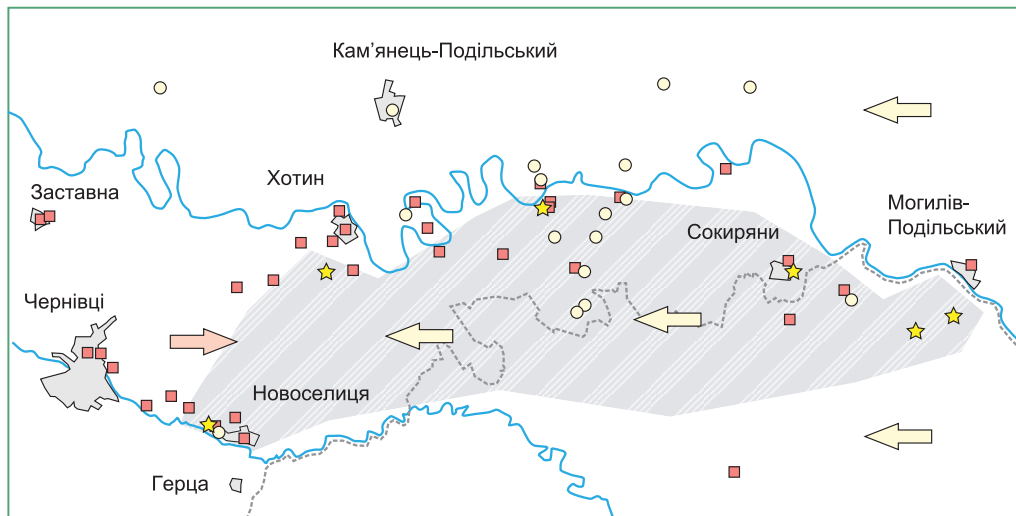 Кам’янець-Подільський
Хотин
Заставна
Могилів-
Подільський
Сокиряни
Чернівці
Новоселиця
Герца